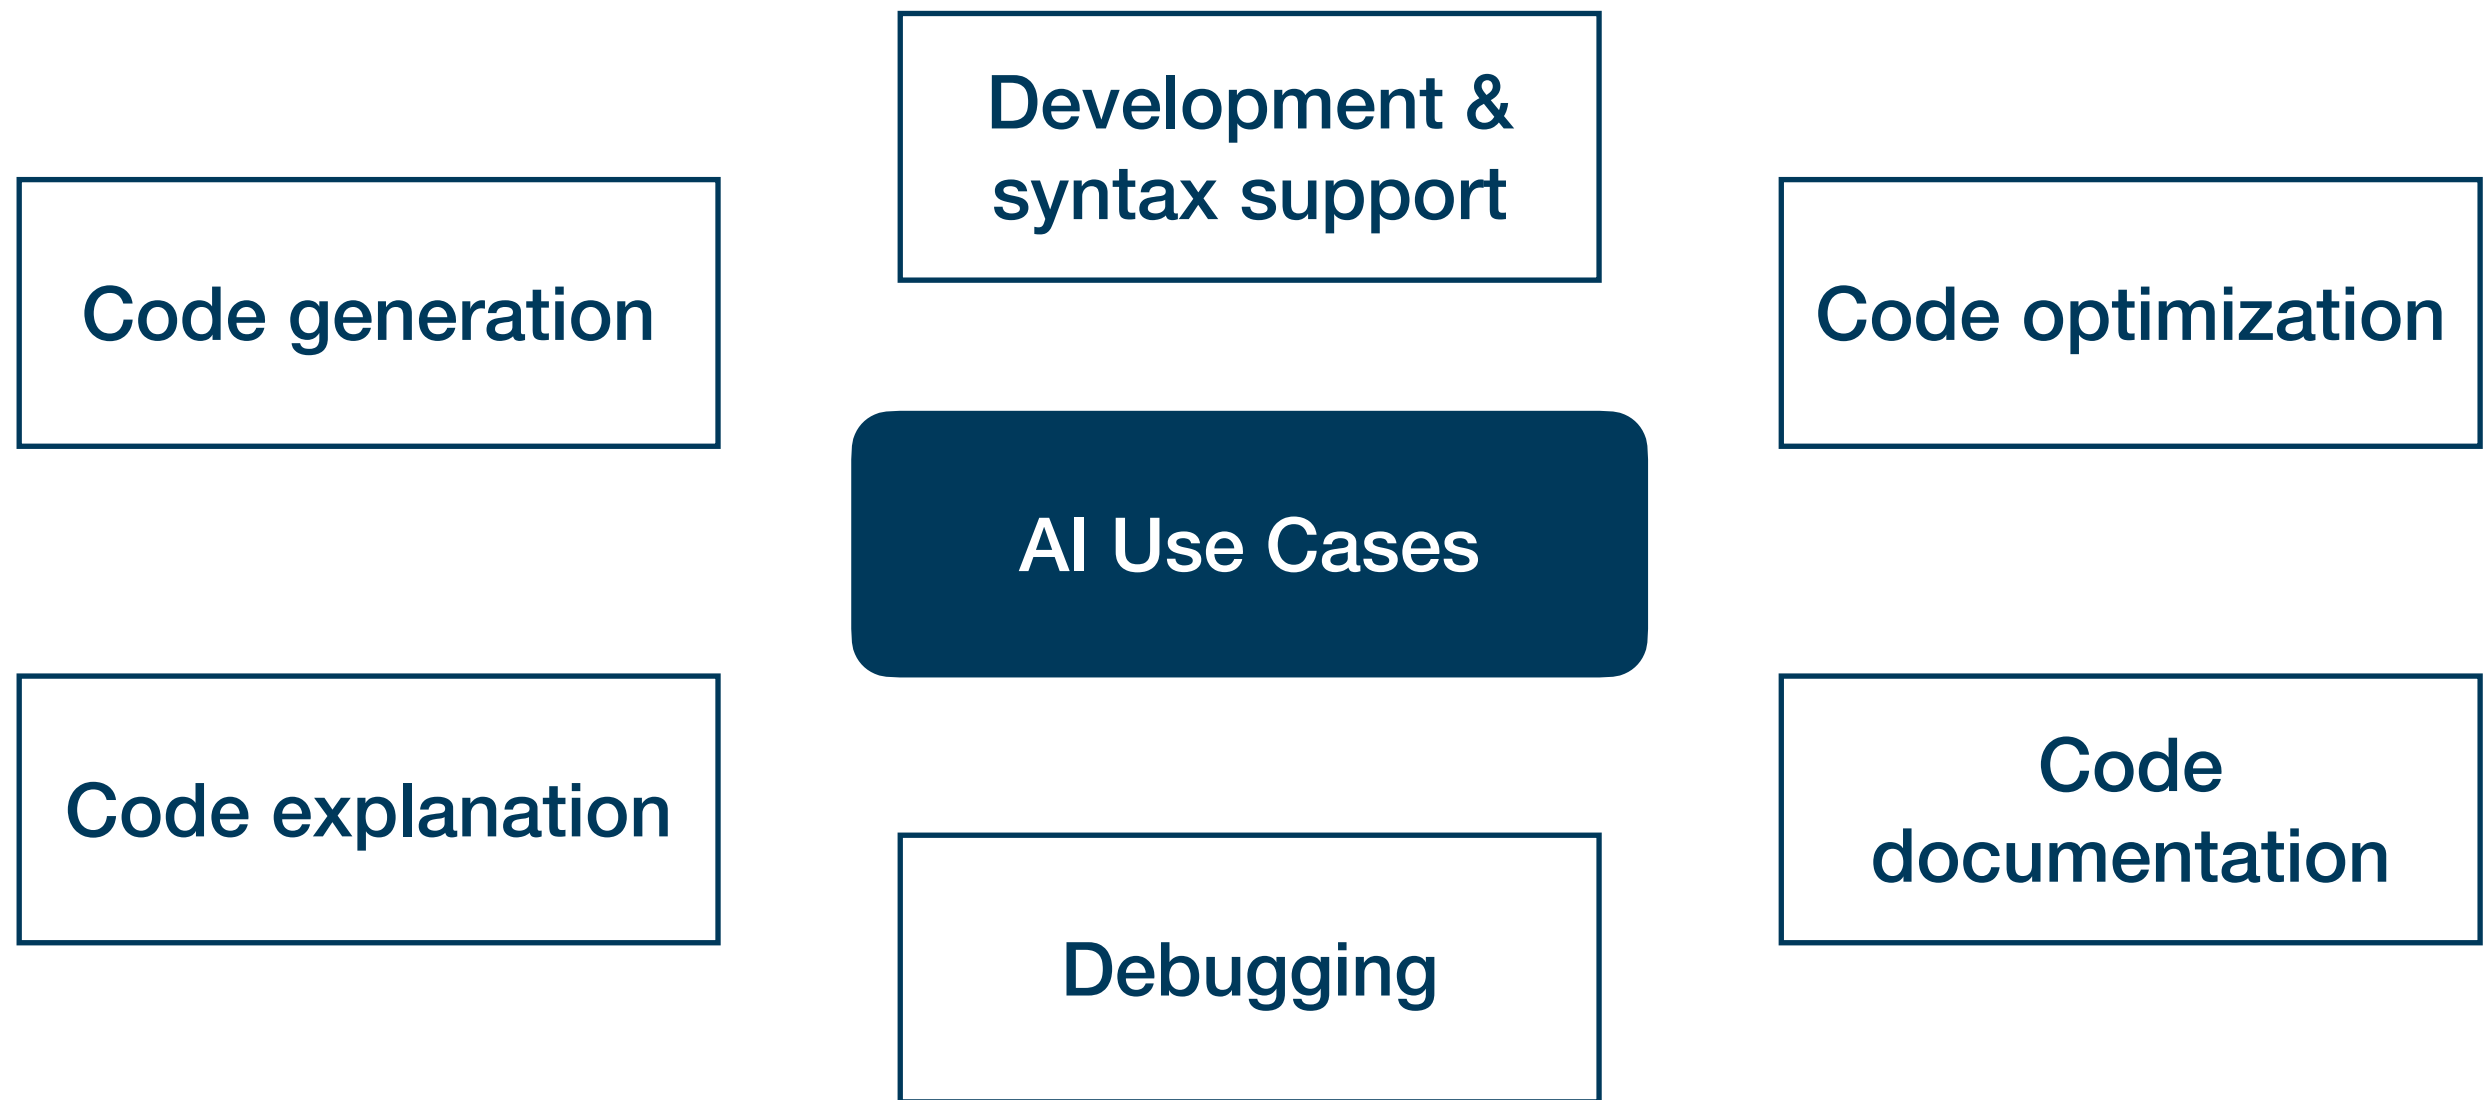 Development &
syntax support
Code generation
Code optimization
AI Use Cases
Code explanation
Code
documentation
Debugging